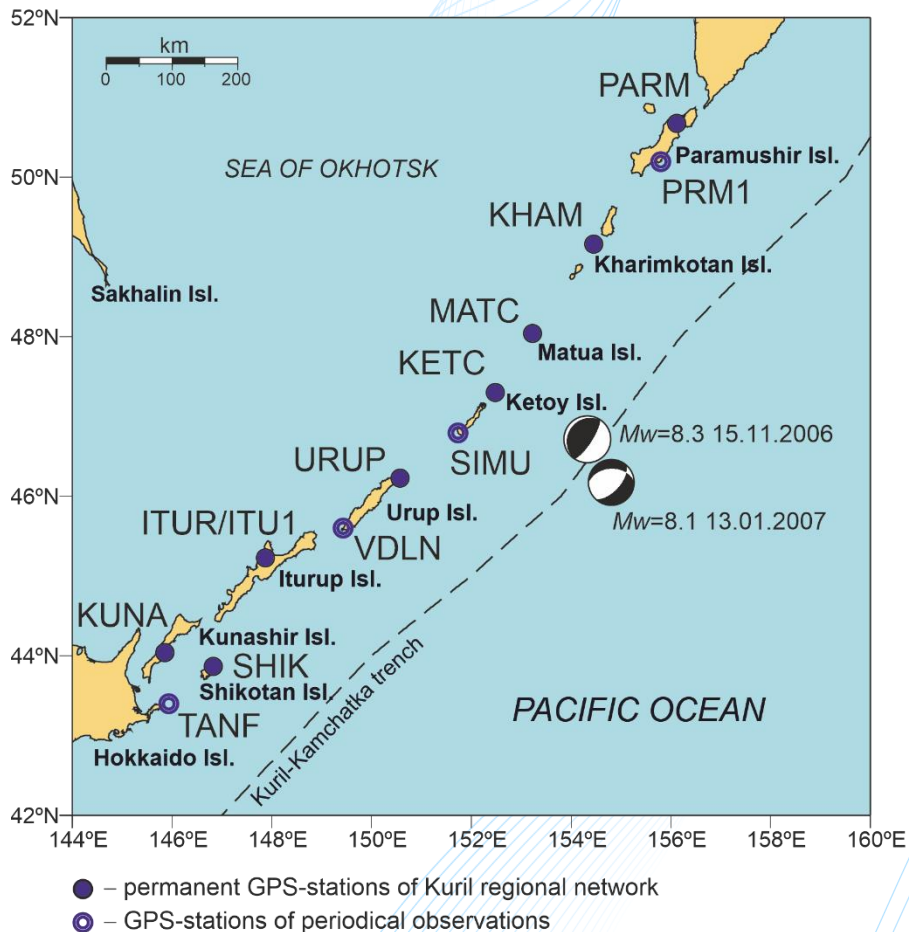 52°N
km
0 100 200
PARM
SEA OF OKHOTSK
Paramushir Isl.
50°N
PRM1
KHAM
Kharimkotan Isl.
Sakhalin Isl.
MATC
48°N
Matua Isl.
KETC
Ketoy Isl.
Mw=8.3 15.11.2006
SIMU
URUP
46°N
Urup Isl.
Mw=8.1 13.01.2007
ITUR/ITU1
VDLN
Iturup Isl.
KUNA
Kunashir Isl.
44°N
SHIK
Shikotan Isl.
TANF
PACIFIC OCEAN
Kuril-Kamchatka trench
Hokkaido Isl.
42°N
144°E 146°E 148°E 150°E 152°E 154°E 156°E 158°E 160°E
– permanent GPS-stations of Kuril regional network
– GPS-stations of periodical observations